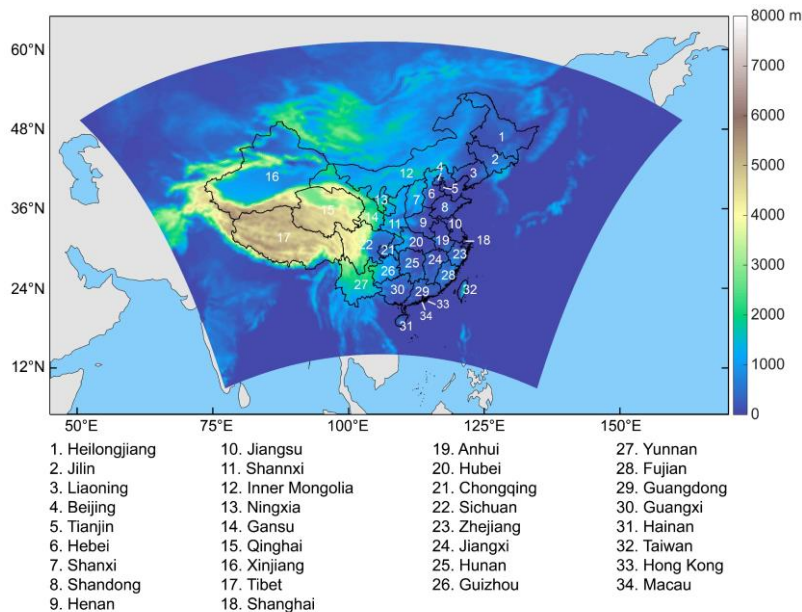 8000 m
7000
6000
5000
4000
3000
2000
1000
0
60°N
48°N
36°N
24°N
12°N
50°E
75°E
100°E
125°E
150°E
1
2
3
4
5
6
7
8
9
10
11
12
13
14
15
16
17
18
19
20
21
22
23
24
25
26
27
28
29
30
31
32
33
34
1. Heilongjiang
2. Jilin
3. Liaoning
4. Beijing
5. Tianjin
6. Hebei
7. Shanxi
8. Shandong
9. Henan
10. Jiangsu
11. Shannxi
12. Inner Mongolia
13. Ningxia
14. Gansu
15. Qinghai
16. Xinjiang
17. Tibet
18. Shanghai
19. Anhui
20. Hubei
21. Chongqing
22. Sichuan
23. Zhejiang
24. Jiangxi
25. Hunan
26. Guizhou
27. Yunnan
28. Fujian
29. Guangdong
30. Guangxi
31. Hainan
32. Taiwan
33. Hong Kong
34. Macau